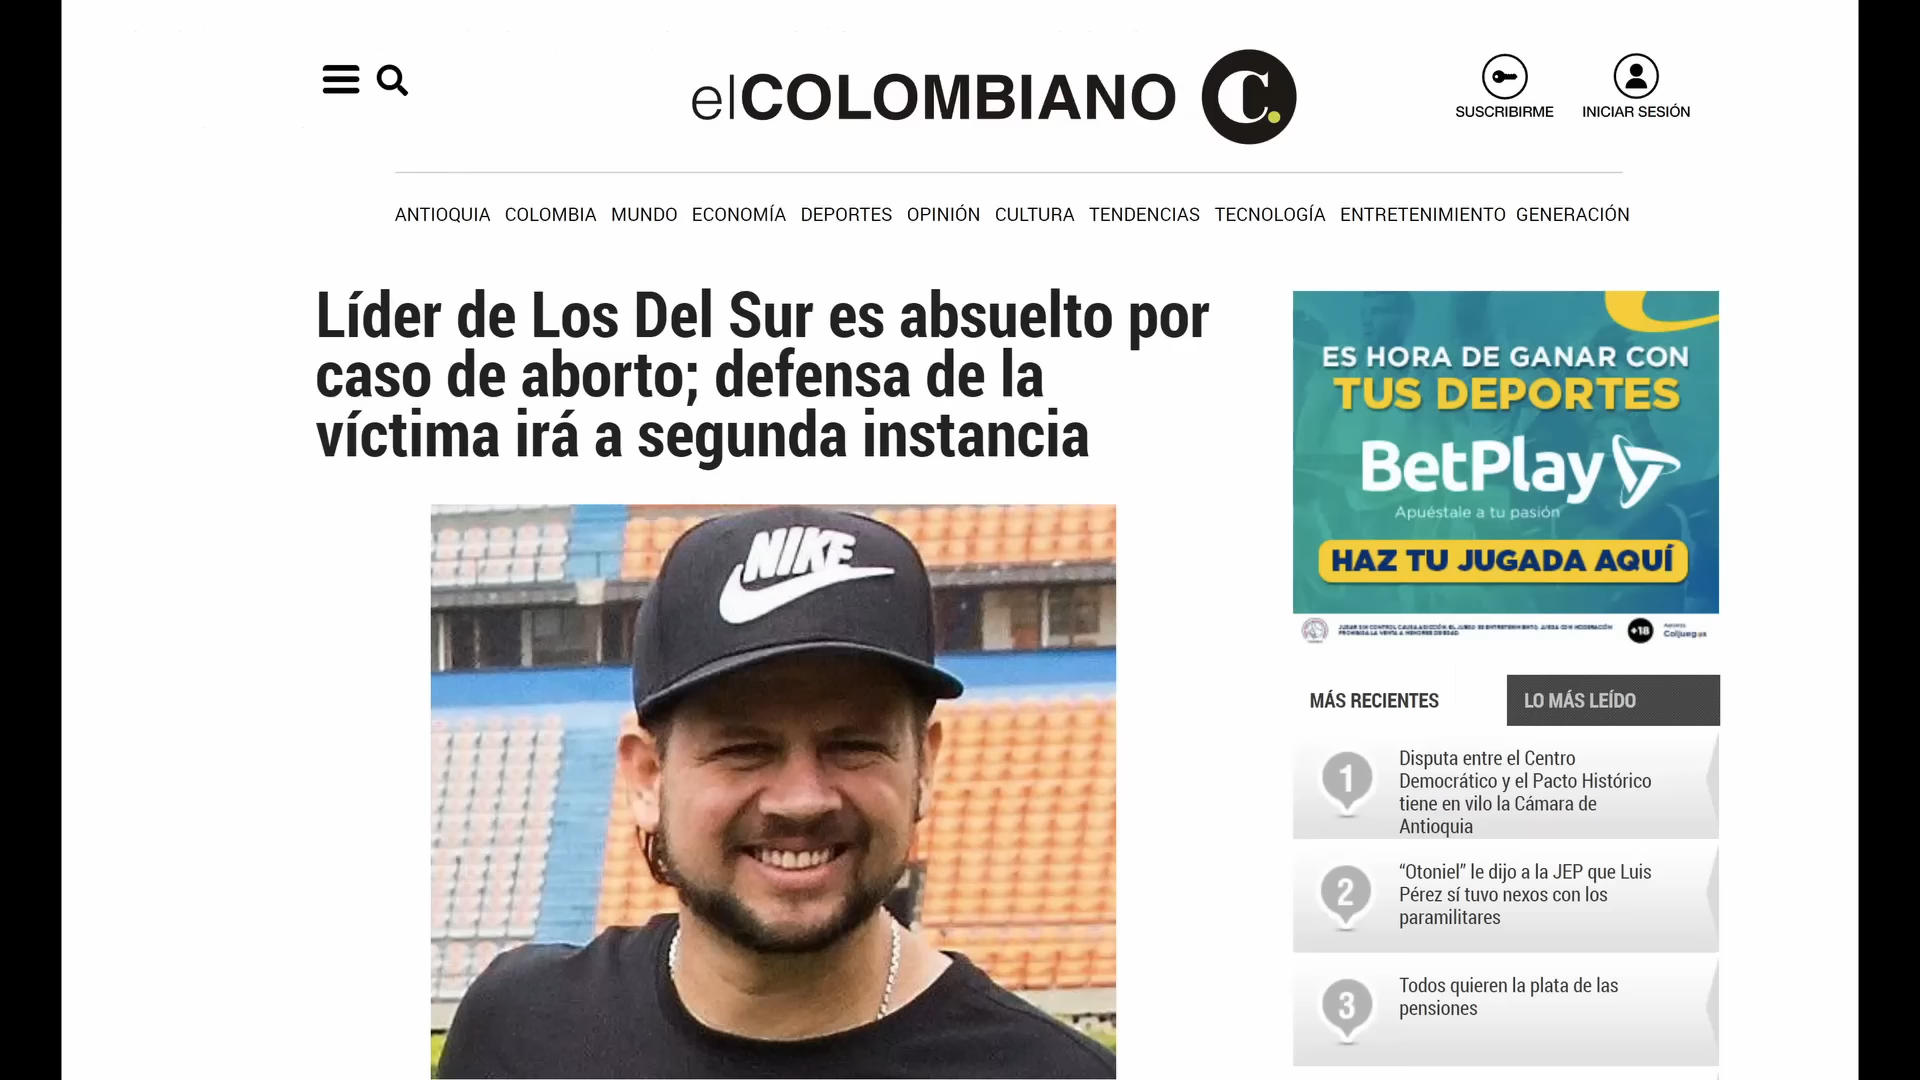 elCOLOMBIANO C.
SUSCRIBIRME
INICIAR SESIÓN
ANTIOQUIA COLOMBIA MUNDO ECONOMÍA DEPORTES OPINIÓN CULTURA TENDENCIAS TECNOLOGÍA ENTRETENIMIENTO GENERACIÓN
Líder de Los Del Sur es absuelto por
caso de aborto; defensa de la
víctima irá a segunda instancia
NIKE
ES HORA DE GANAR CON
TUS DEPORTES
BetPlay
Apuéstale a tu pasión
HAZ TU JUGADA AQUÍ
+18
Coljuegos
MÁS RECIENTES
LO MÁS LEÍDO
1
Disputa entre el Centro
Democrático y el Pacto Histórico
tiene en vilo la Cámara de
Antioquia
2
“Otoniel” le dijo a la JEP que Luis
Pérez sí tuvo nexos con los
paramilitares
3
Todos quieren la plata de las
pensiones